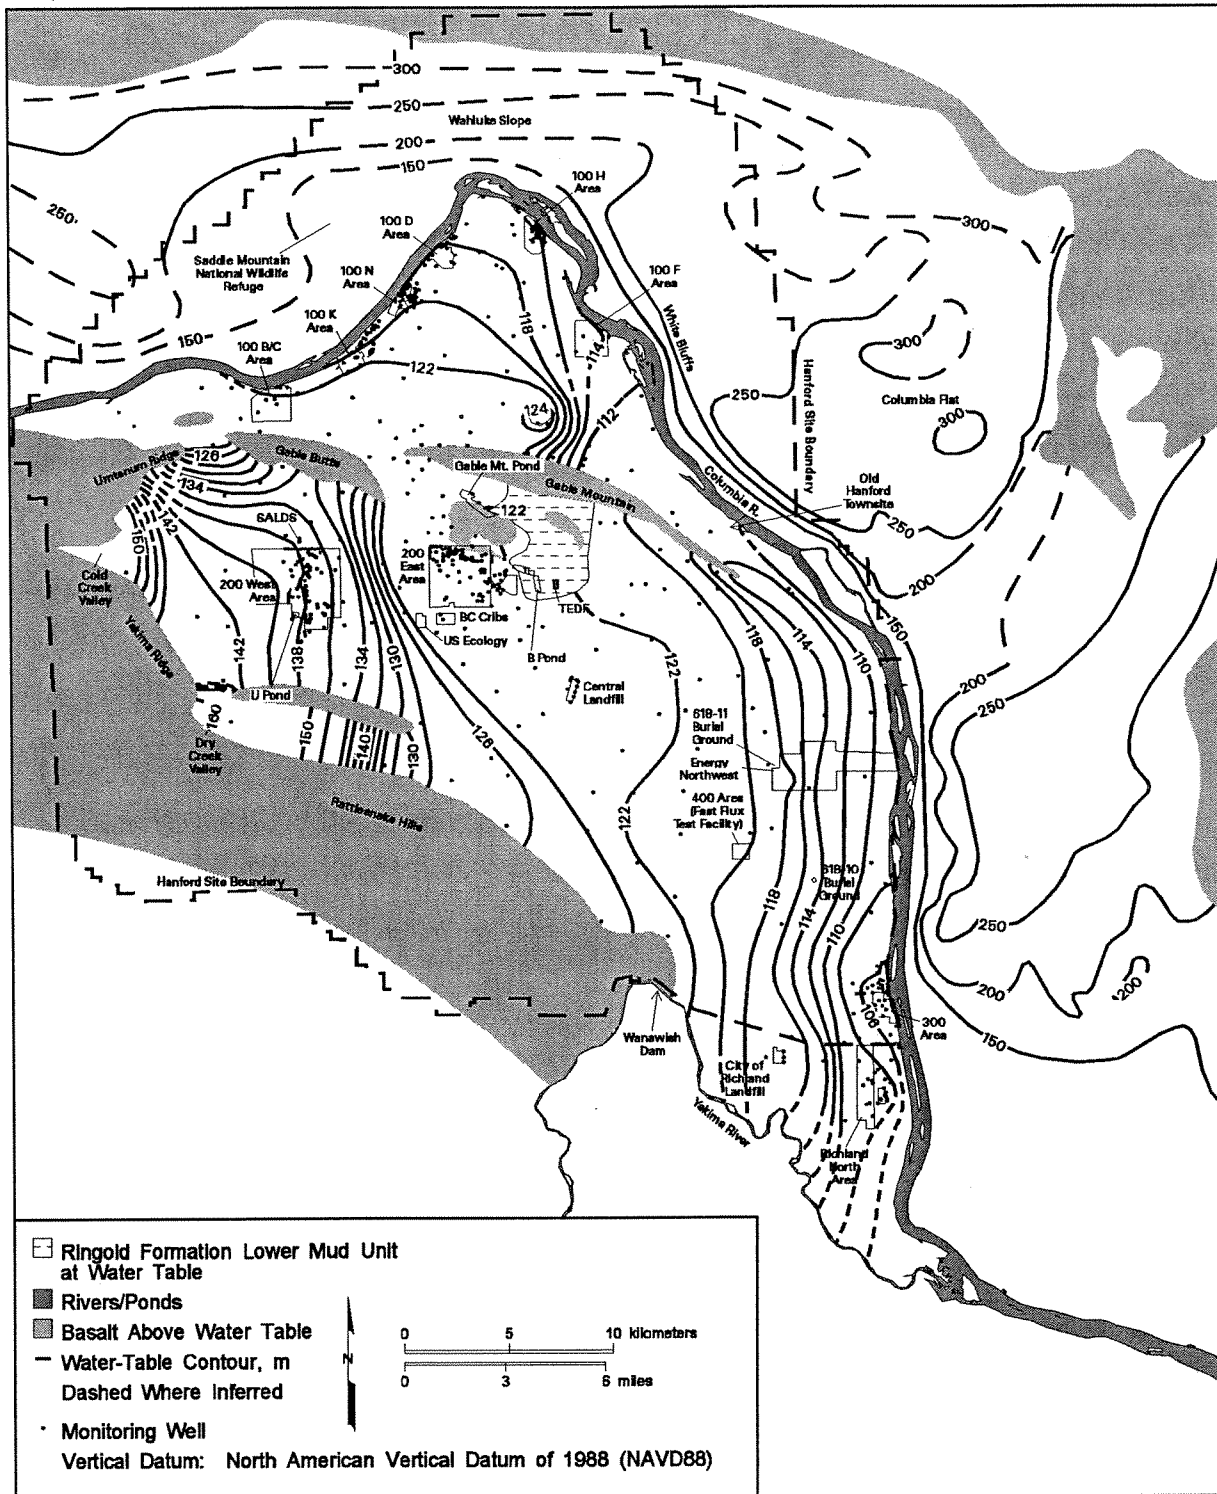 300
250
Wahluke Slope
200
150
100 H
Area
250
100 D
Area
300
Saddle Mountain
National Wildlife
Refuge
100 N
Area
100 F
Area
118
100 K
Area
White Bluffs
150
100 B/C
Area
114
300
122
112
250
Hanford Site Boundary
Columbia Flat
124
300
Umtanum Ridge
126
Gable Butte
Gable Mt. Pond
134
Gable Mountain
Columbia R.
Old
Hanford
Townsite
122
142
SALDS
250
150
200
East
Area
200
Cold
Creek
Valley
200 West
Area
TEDF
150
BC Cribs
US Ecology
118
114
110
Yakima Ridge
142
138
134
130
B Pond
122
200
U Pond
Central
Landfill
250
160
150
618-11
Burial
Ground
Dry
Creek
Valley
140
130
126
Energy
Northwest
Rattlesnake Hills
122
400 Area
(Fast Flux
Test Facility)
Hanford Site Boundary
118
618-10
Burial
Ground
114
110
250
200
200
106
300
Area
150
Wanawish
Dam
City of
Richland
Landfill
Yakima River
Richland
North
Area
Ringold Formation Lower Mud Unit
at Water Table
Rivers/Ponds
Basalt Above Water Table
Water-Table Contour, m
Dashed Where Inferred
Monitoring Well
Vertical Datum: North American Vertical Datum of 1988 (NAVD88)
N
0 5 10 kilometers
0 3 6 miles